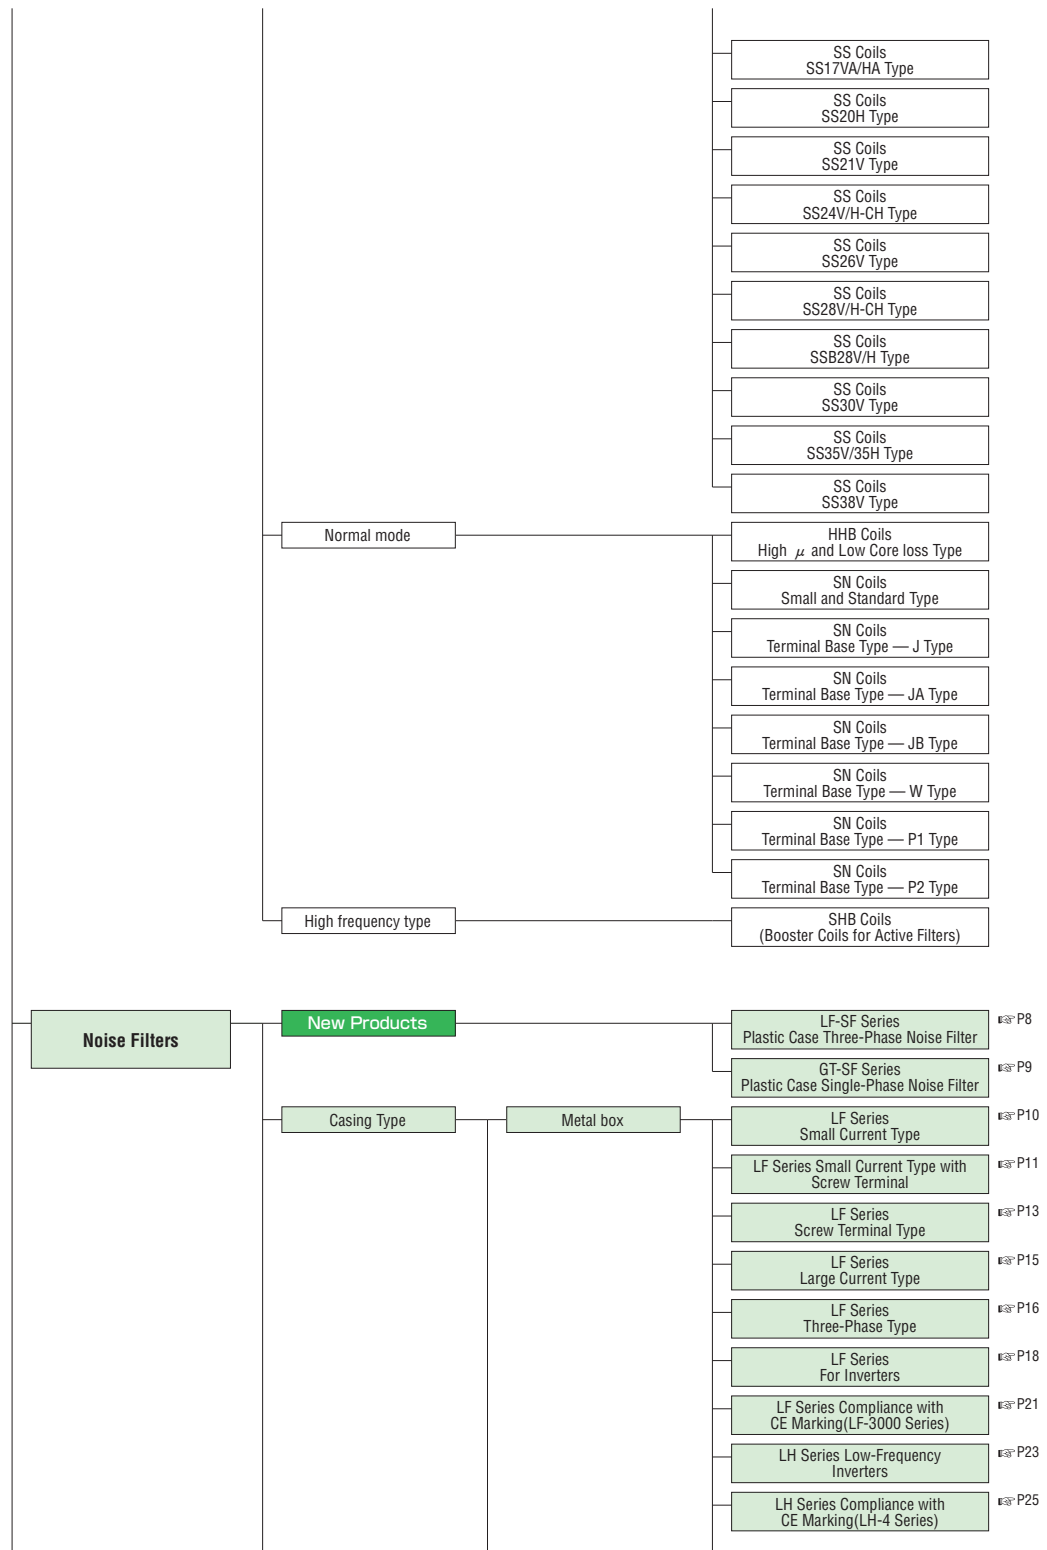 SS Coils
SS17VA/HA Type
SS Coils
SS20H Type
SS Coils
SS21V Type
SS Coils
SS24V/H-CH Type
SS Coils
SS26V Type
SS Coils
SS28V/H-CH Type
SS Coils
SSB28V/H Type
SS Coils
SS30V Type
SS Coils
SS35V/35H Type
SS Coils
SS38V Type
Normal mode
HHB Coils
High μ and Low Core loss Type
SN Coils
Small and Standard Type
SN Coils
Terminal Base Type — J Type
SN Coils
Terminal Base Type — JA Type
SN Coils
Terminal Base Type — JB Type
SN Coils
Terminal Base Type — W Type
SN Coils
Terminal Base Type — P1 Type
SN Coils
Terminal Base Type — P2 Type
High frequency type
SHB Coils
(Booster Coils for Active Filters)
Noise Filters
New Products
LF-SF Series
Plastic Case Three-Phase Noise Filter
☞P8
GT-SF Series
Plastic Case Single-Phase Noise Filter
☞P9
Casing Type
Metal box
LF Series
Small Current Type
☞P10
LF Series Small Current Type with
Screw Terminal
☞P11
LF Series
Screw Terminal Type
☞P13
LF Series
Large Current Type
☞P15
LF Series
Three-Phase Type
☞P16
LF Series
For Inverters
☞P18
LF Series Compliance with
CE Marking(LF-3000 Series)
☞P21
LH Series Low-Frequency
Inverters
☞P23
LH Series Compliance with
CE Marking(LH-4 Series)
☞P25